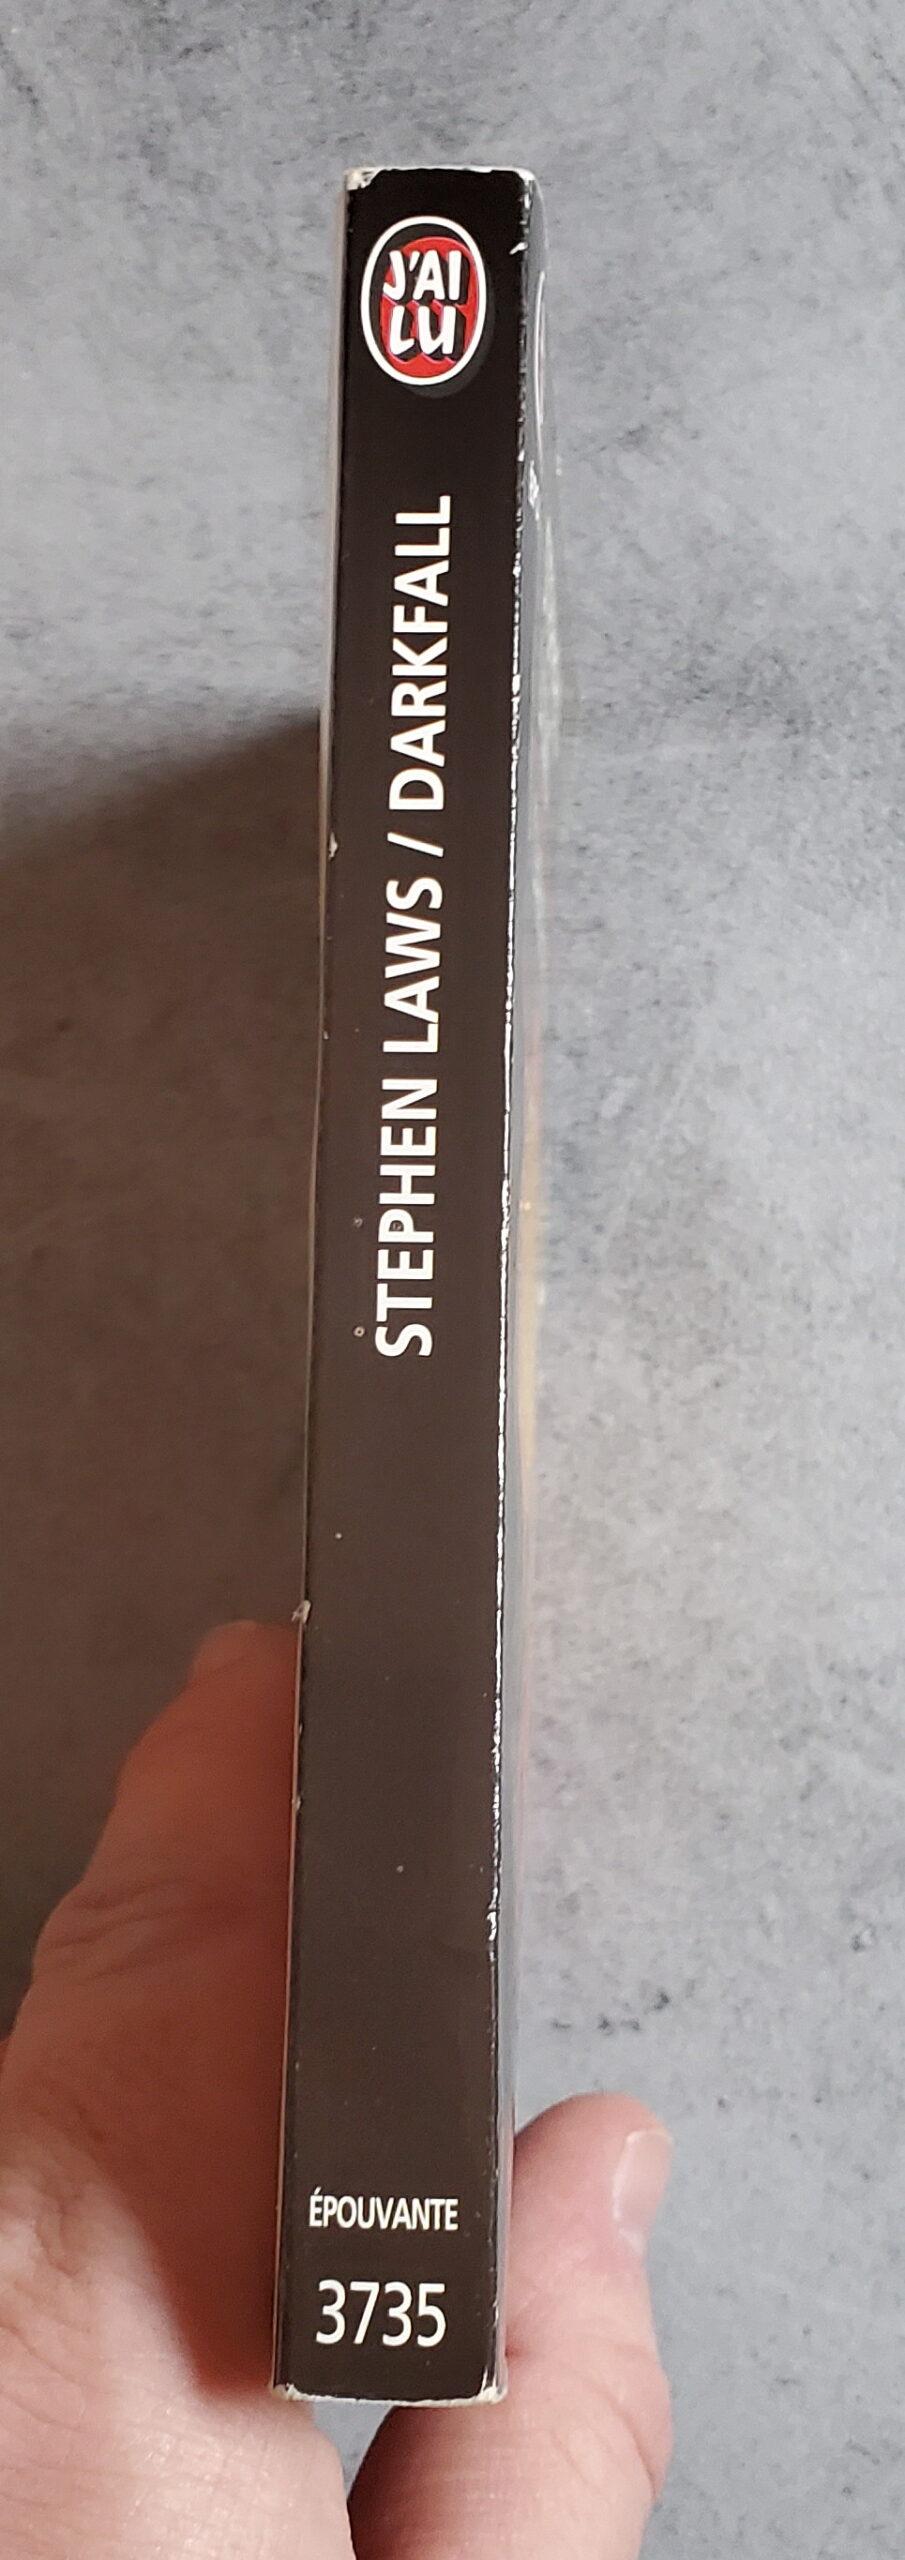 J'AI
LU
STEPHEN LAWS / DARKFALL
ÉPOUVANTE
3735